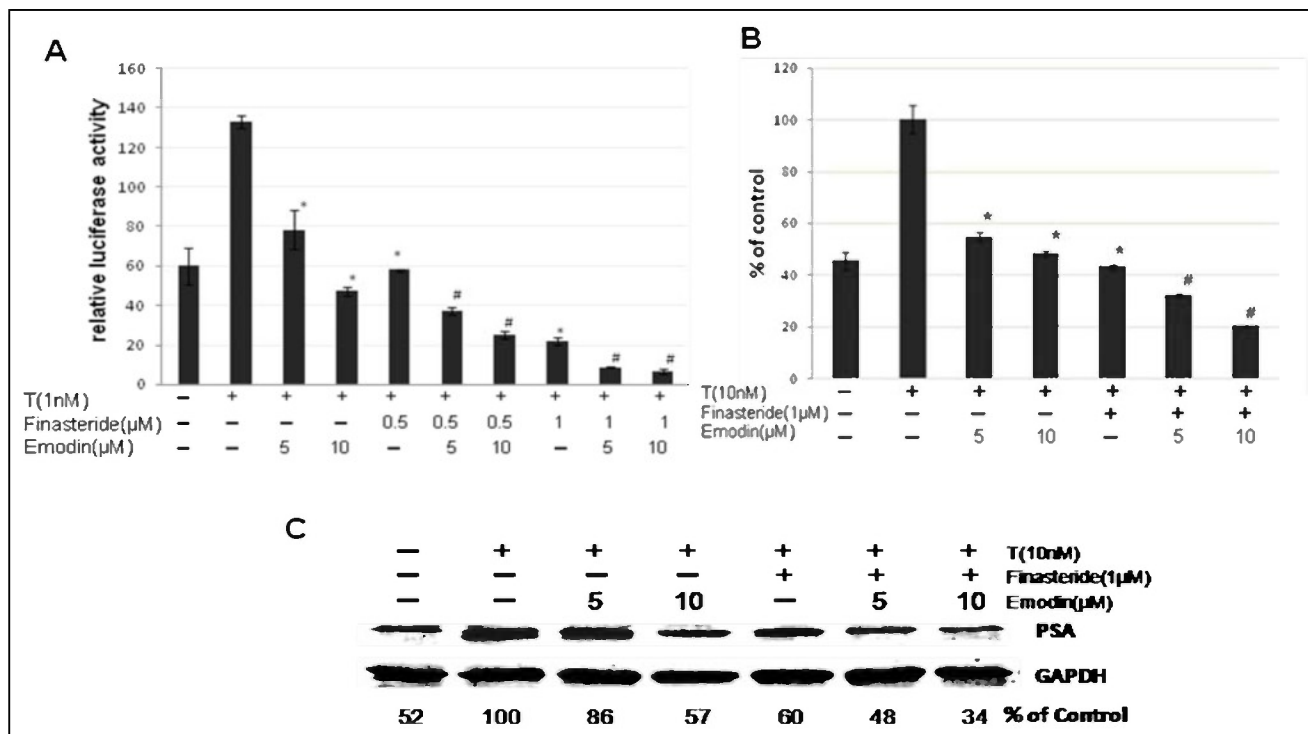 A
160
140
120
100
80
60
40
20
0
relative luciferase activity
* * * # # * # #
T(1nM) – + + + + + + + + +
Finasteride(μM) – – – – 0.5 0.5 0.5 1 1 1
Emodin(μM) – – 5 10 – 5 10 – 5 10
B
120
100
80
60
40
20
0
% of control
* * * # #
T(10nM) – + + + + + +
Finasteride(1μM) – – – – + + +
Emodin(μM) – – 5 10 – 5 10
C
– + + + + + + T(10nM)
– – – – + + + Finasteride(1μM)
– – 5 10 – 5 10 Emodin(μM)
PSA
GAPDH
52 100 86 57 60 48 34 % of Control